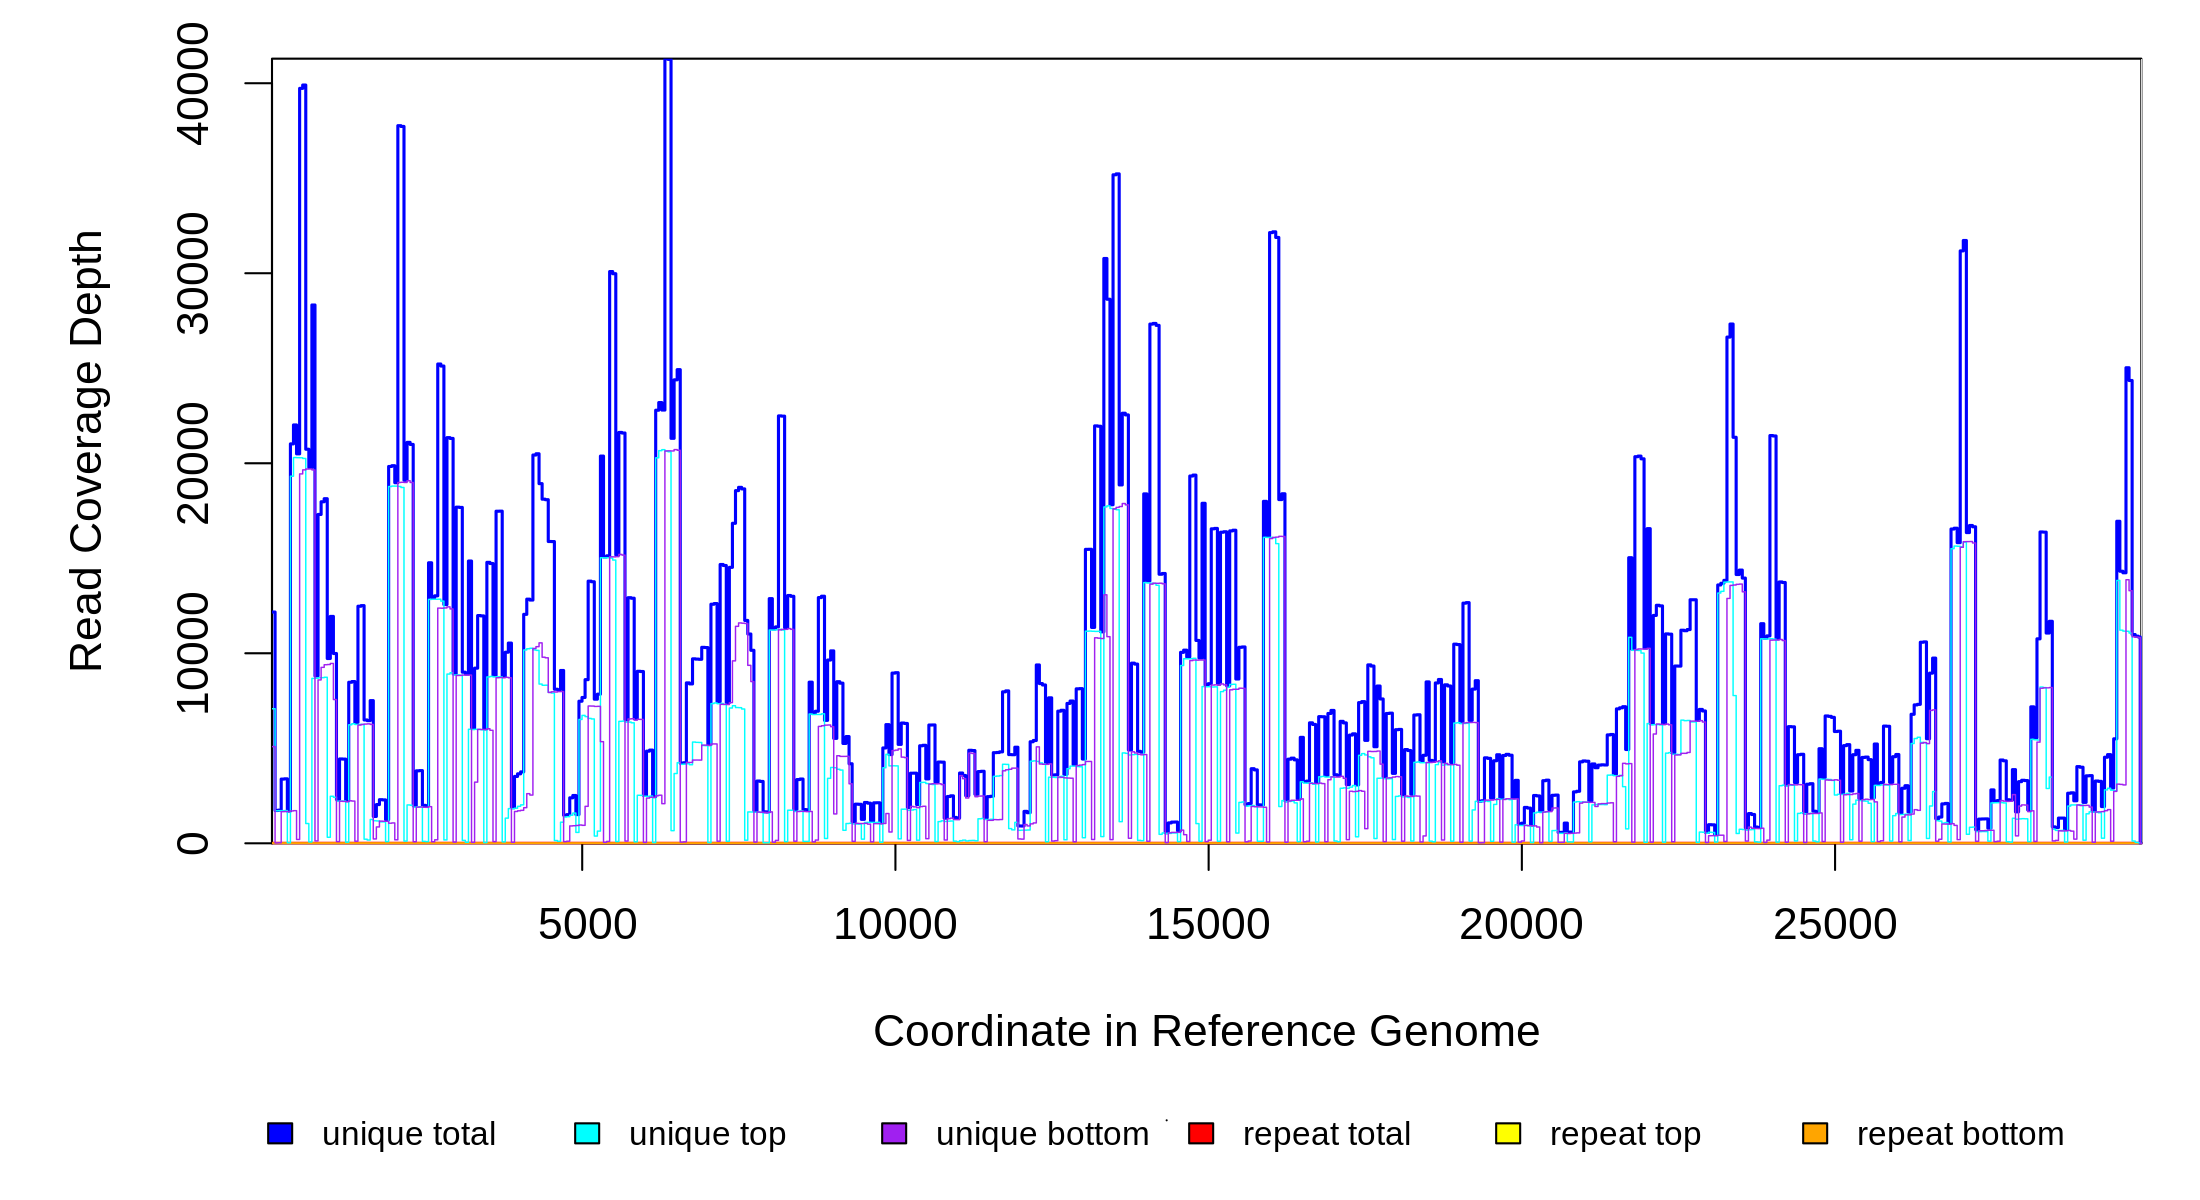 Read Coverage Depth
40000
30000
20000
10000
0
5000 10000 15000 20000 25000
Coordinate in Reference Genome
unique total unique top unique bottom repeat total repeat top repeat bottom